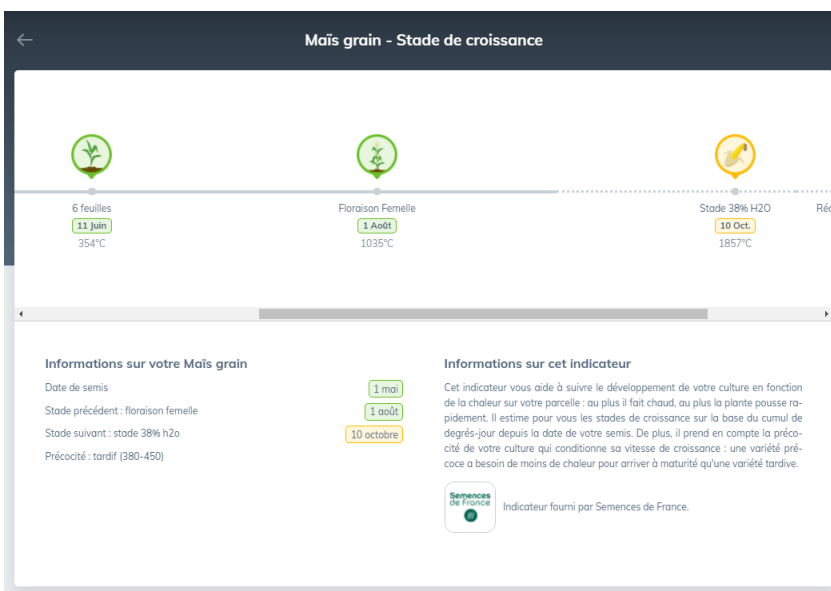 Maïs grain - Stade de croissance
6 feuilles
11 Juin
354°C
Floraison Femelle
1 Août
1035°C
Stade 38% H2O
10 Oct.
1857°C
Réc
Informations sur votre Maïs grain
Date de semis 1 mai
Stade précédent : floraison femelle 1 août
Stade suivant : stade 38% h2o 10 octobre
Précocité : tardif (380-450)
Informations sur cet indicateur
Cet indicateur vous aide à suivre le développement de votre culture en fonction
de la chaleur sur votre parcelle : au plus il fait chaud, au plus la plante pousse ra-
pidement. Il estime pour vous les stades de croissance sur la base du cumul de
degrés-jour depuis la date de votre semis. De plus, il prend en compte la préco-
cité de votre culture qui conditionne sa vitesse de croissance : une variété pré-
coce a besoin de moins de chaleur pour arriver à maturité qu'une variété tardive.
Semences
de France
Indicateur fourni par Semences de France.